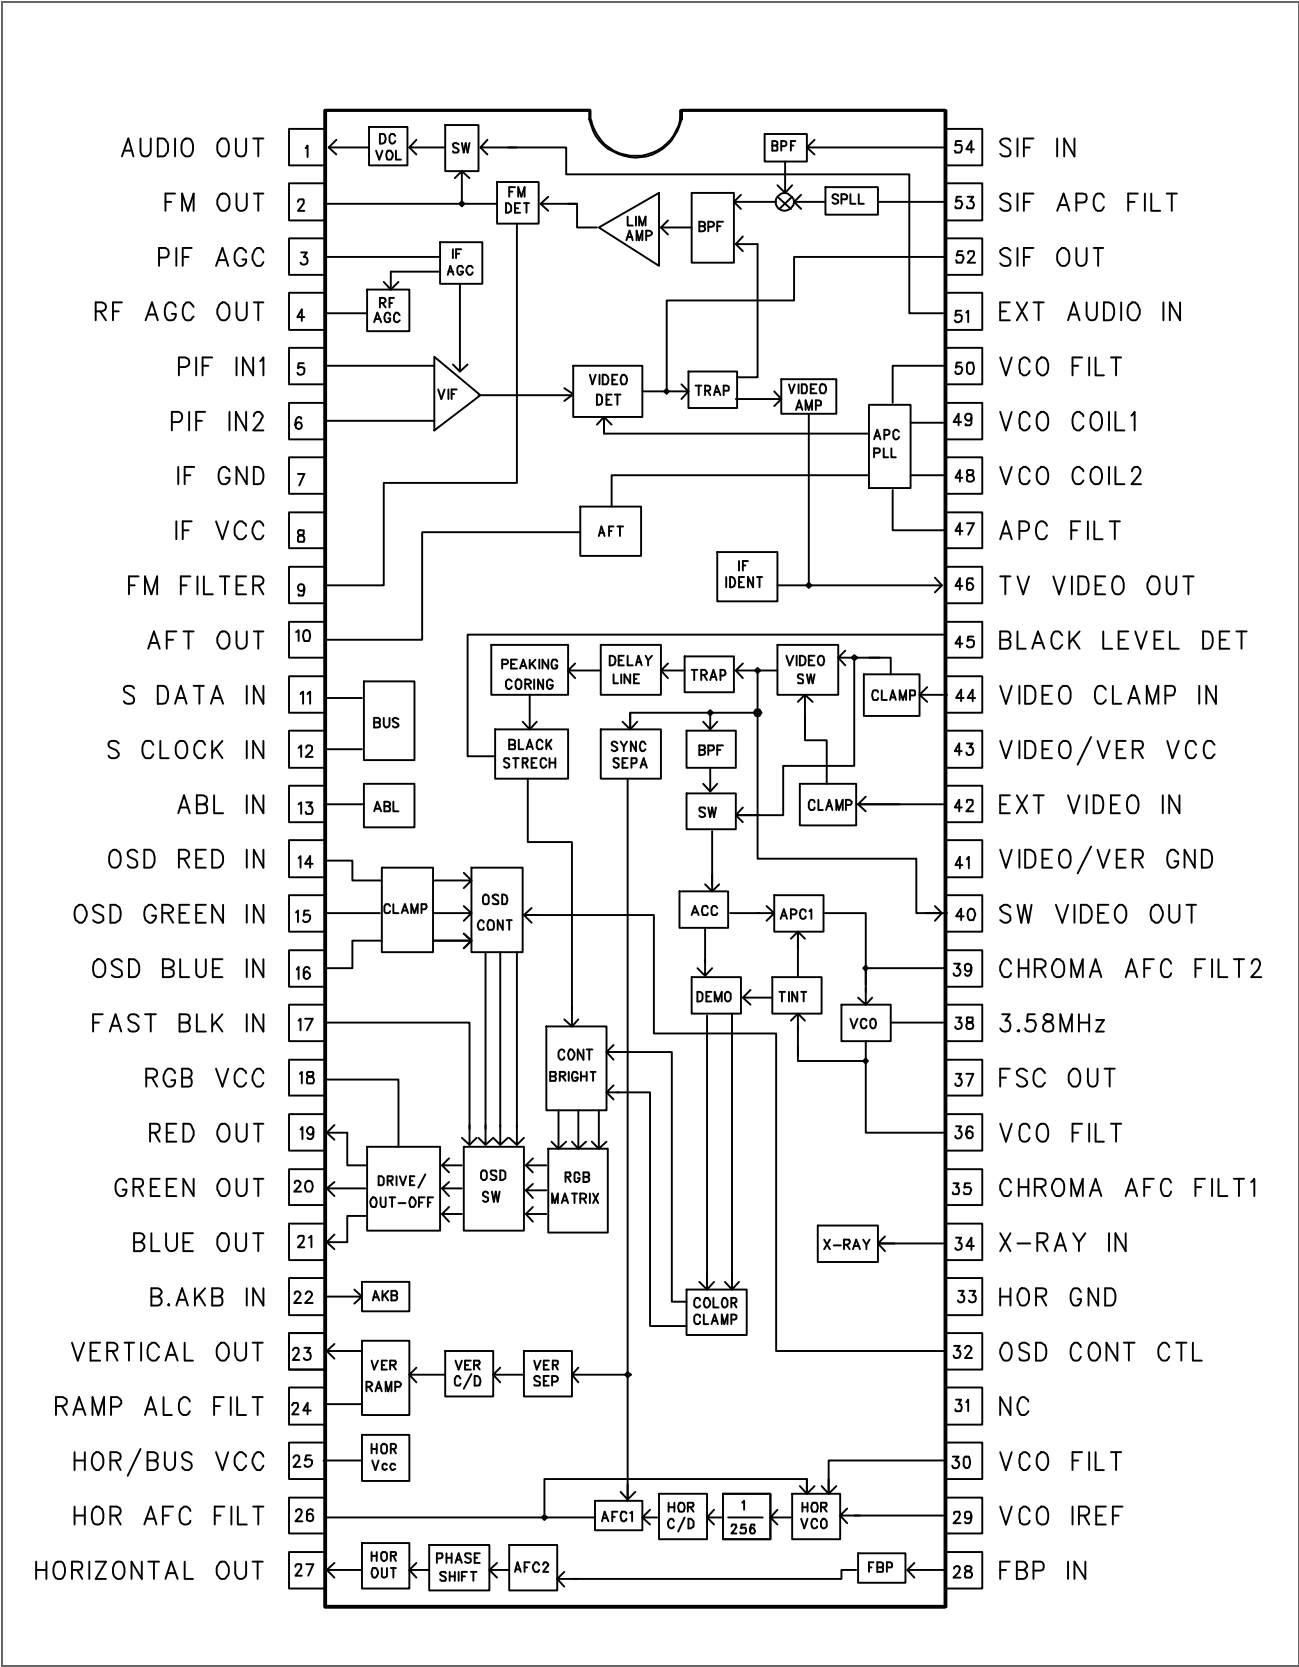 AUDIO OUT 1
FM OUT 2
PIF AGC 3
RF AGC OUT 4
PIF IN1 5
PIF IN2 6
IF GND 7
IF VCC 8
FM FILTER 9
AFT OUT 10
S DATA IN 11
S CLOCK IN 12
ABL IN 13
OSD RED IN 14
OSD GREEN IN 15
OSD BLUE IN 16
FAST BLK IN 17
RGB VCC 18
RED OUT 19
GREEN OUT 20
BLUE OUT 21
B.AKB IN 22
VERTICAL OUT 23
RAMP ALC FILT 24
HOR/BUS VCC 25
HOR AFC FILT 26
HORIZONTAL OUT 27
54 SIF IN
53 SIF APC FILT
52 SIF OUT
51 EXT AUDIO IN
50 VCO FILT
49 VCO COIL1
48 VCO COIL2
47 APC FILT
46 TV VIDEO OUT
45 BLACK LEVEL DET
44 VIDEO CLAMP IN
43 VIDEO/VER VCC
42 EXT VIDEO IN
41 VIDEO/VER GND
40 SW VIDEO OUT
39 CHROMA AFC FILT2
38 3.58MHz
37 FSC OUT
36 VCO FILT
35 CHROMA AFC FILT1
34 X-RAY IN
33 HOR GND
32 OSD CONT CTL
31 NC
30 VCO FILT
29 VCO IREF
28 FBP IN
DC
VOL
SW
BPF
FM
DET
LIM
AMP
BPF
SPLL
IF
AGC
RF
AGC
VIF
VIDEO
DET
TRAP
VIDEO
AMP
APC
PLL
AFT
IF
IDENT
PEAKING
CORING
DELAY
LINE
TRAP
VIDEO
SW
CLAMP
BUS
BLACK
STRECH
SYNC
SEPA
BPF
ABL
SW
CLAMP
CLAMP
OSD
CONT
ACC
APC1
DEMO
TINT
VCO
CONT
BRIGHT
DRIVE/
OUT-OFF
OSD
SW
RGB
MATRIX
X-RAY
AKB
COLOR
CLAMP
VER
RAMP
VER
C/D
VER
SEP
HOR
Vcc
AFC1
HOR
C/D
1
256
HOR
VCO
HOR
OUT
PHASE
SHIFT
AFC2
FBP